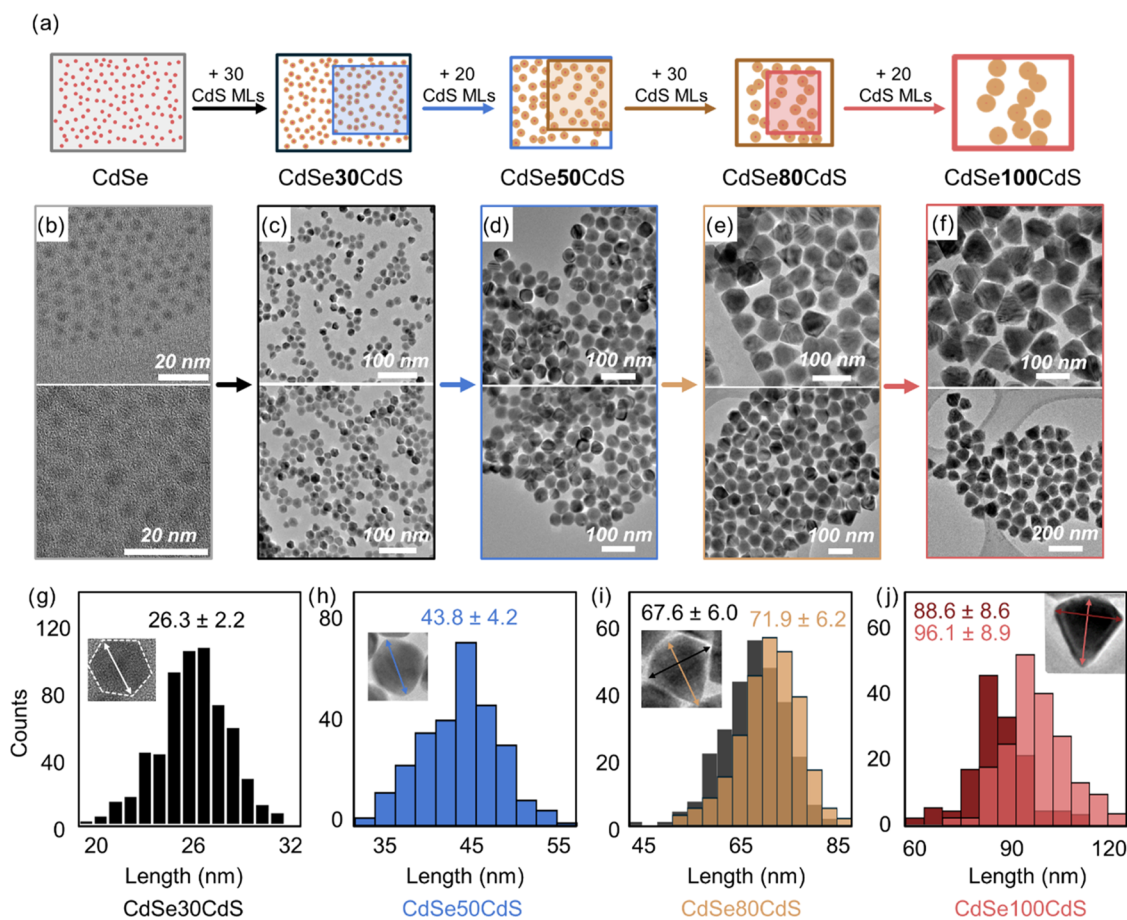 (a)
+ 30
CdS MLs
+ 20
CdS MLs
+ 30
CdS MLs
+ 20
CdS MLs
CdSe
CdSe30CdS
CdSe50CdS
CdSe80CdS
CdSe100CdS
(b)
(c)
(d)
(e)
(f)
20 nm
100 nm
100 nm
100 nm
100 nm
20 nm
100 nm
100 nm
100 nm
200 nm
(g)
26.3 ± 2.2
120
80
40
0
Counts
20
26
32
Length (nm)
CdSe30CdS
(h)
43.8 ± 4.2
80
40
0
35
45
55
Length (nm)
CdSe50CdS
(i)
67.6 ± 6.0
71.9 ± 6.2
60
40
20
0
45
65
85
Length (nm)
CdSe80CdS
(j)
88.6 ± 8.6
96.1 ± 8.9
60
40
20
0
60
90
120
Length (nm)
CdSe100CdS